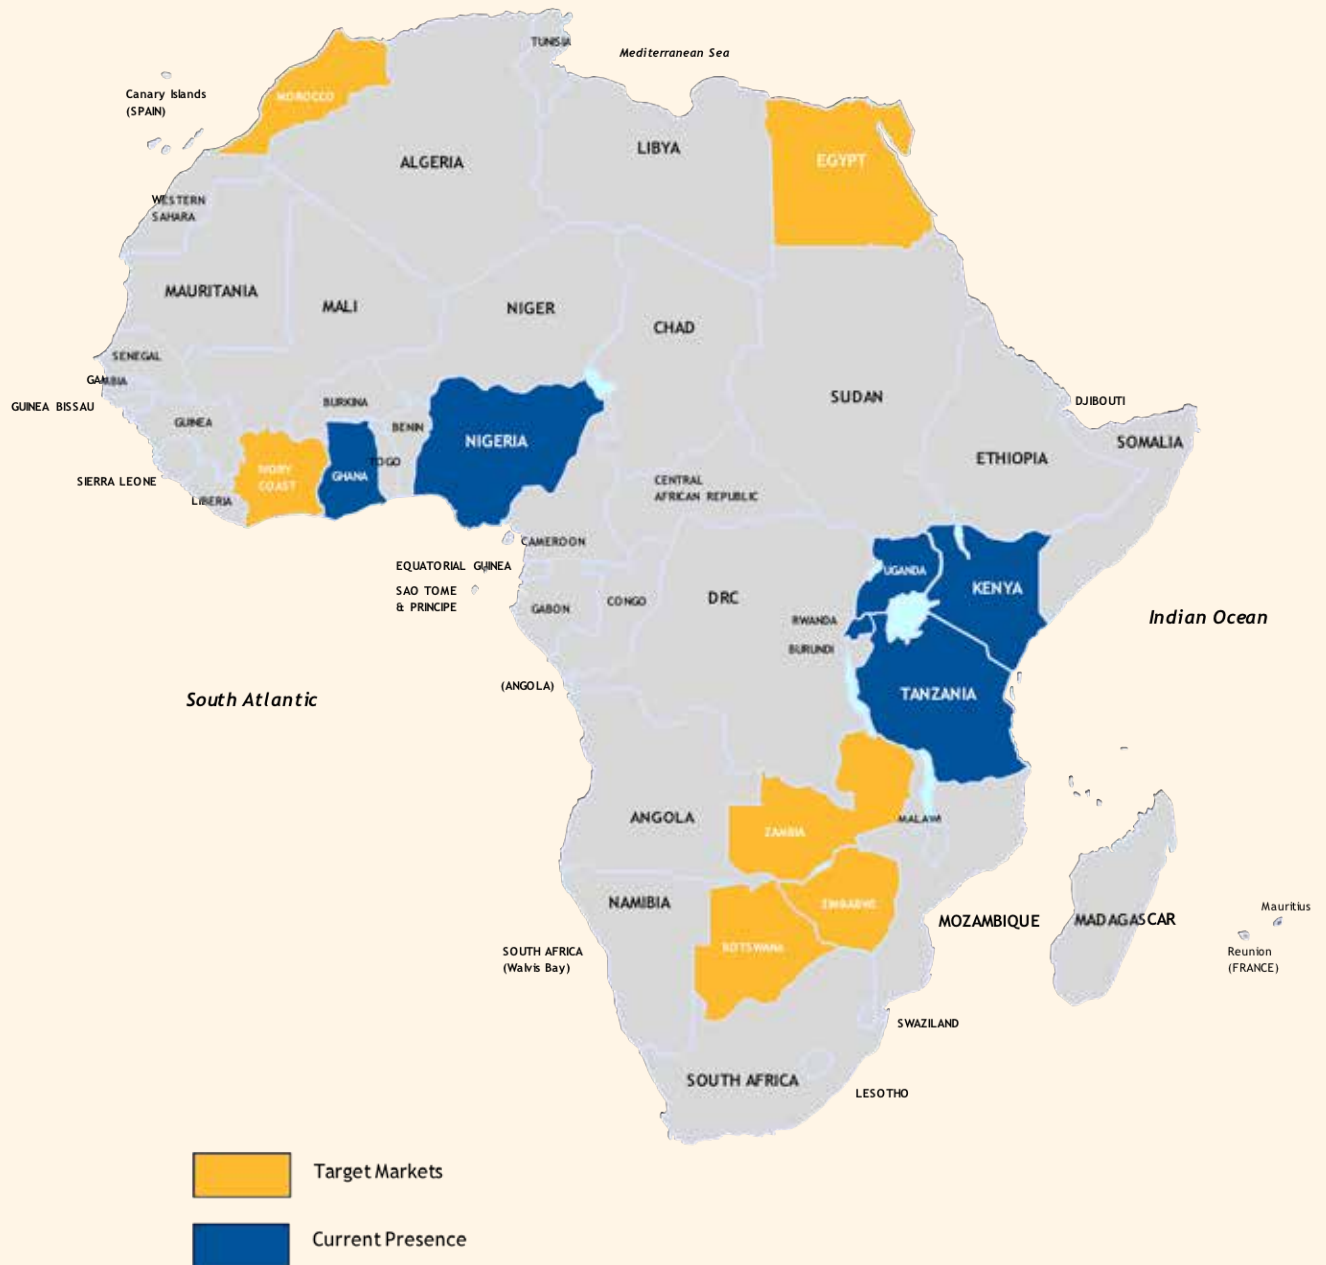 TUNISIA
Mediterranean Sea
Canary Islands
(SPAIN)
MOROCCO
ALGERIA
LIBYA
EGYPT
WESTERN
SAHARA
MAURITANIA
MALI
NIGER
CHAD
SENEGAL
GAMBIA
GUINEA BISSAU
BURKINA
SUDAN
DJIBOUTI
GUINEA
BENIN
NIGERIA
SOMALIA
ETHIOPIA
TOGO
IVORY
COAST
GHANA
SIERRA LEONE
LIBERIA
CENTRAL
AFRICAN REPUBLIC
CAMEROON
EQUATORIAL GUINEA
UGANDA
KENYA
SAO TOME
& PRINCIPE
GABON
CONGO
DRC
RWANDA
Indian Ocean
BURUNDI
(ANGOLA)
TANZANIA
South Atlantic
ANGOLA
ZAMBIA
MALAWI
NAMIBIA
ZIMBABWE
MOZAMBIQUE
MADAGASCAR
Mauritius
BOTSWANA
SOUTH AFRICA
(Walvis Bay)
Reunion
(FRANCE)
SWAZILAND
SOUTH AFRICA
LESOTHO
Target Markets
Current Presence